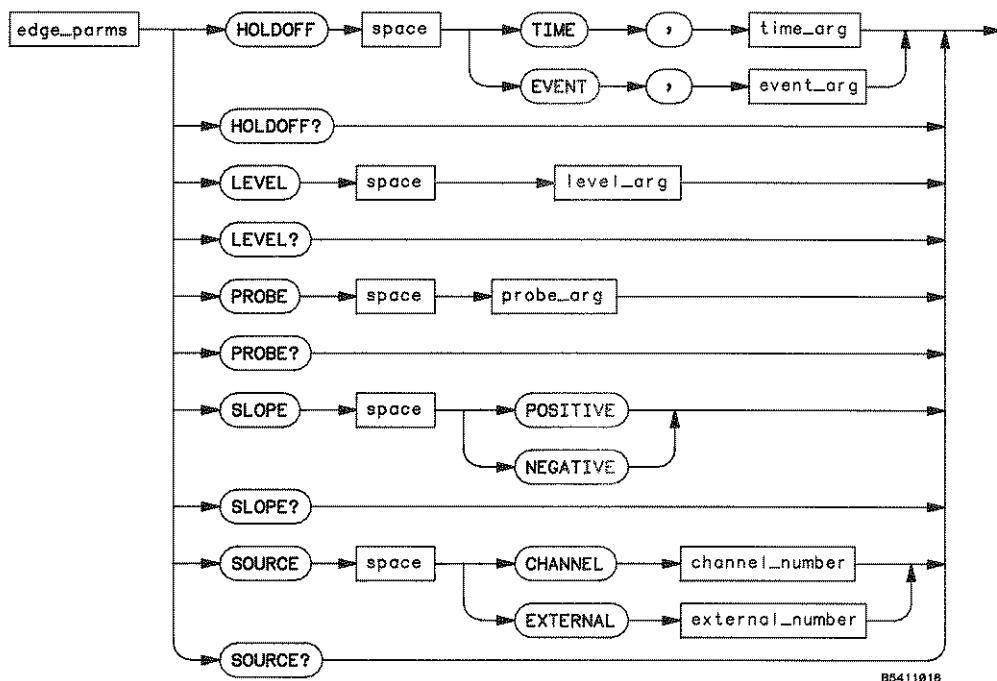 edge_parms HOLDOFF space TIME , time_arg
EVENT , event_arg
HOLDOFF?
LEVEL space level_arg
LEVEL?
PROBE space probe_arg
PROBE?
SLOPE space POSITIVE
NEGATIVE
SLOPE?
SOURCE space CHANNEL channel_number
EXTERNAL external_number
SOURCE?
B5411016